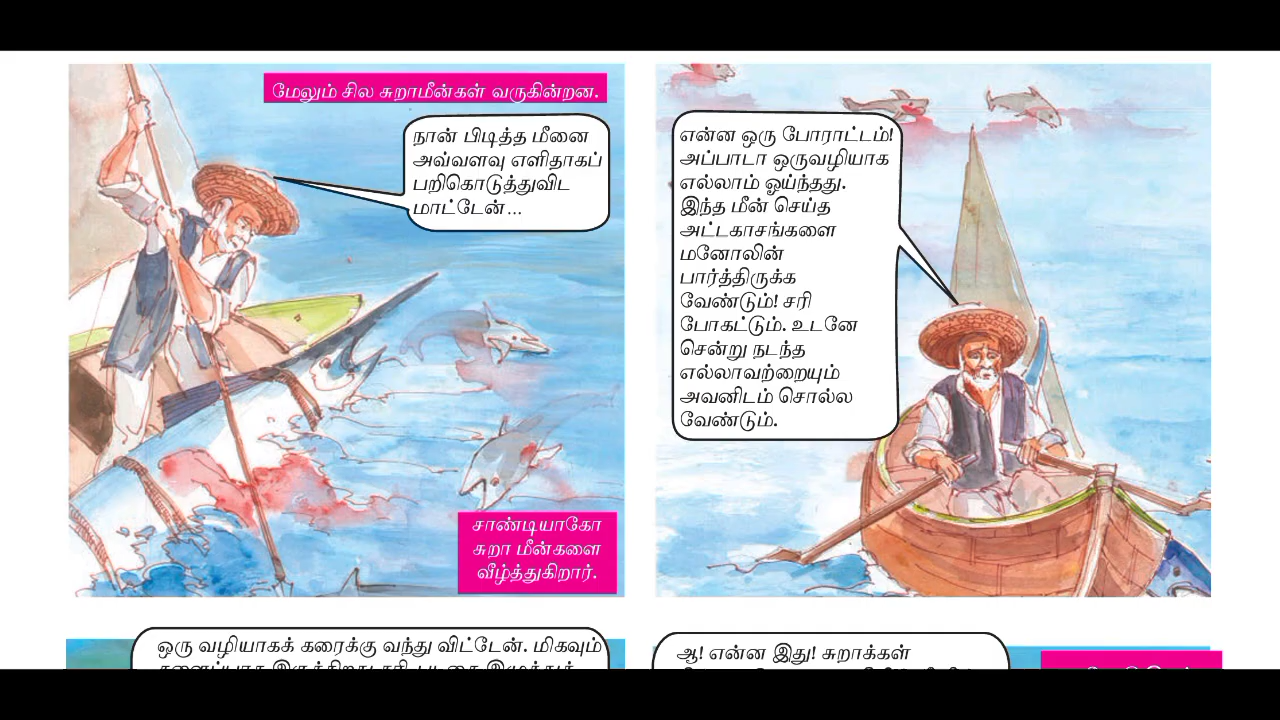 மேலும் சில சுறாமீன்கள் வருகின்றன.
நான் பிடித்த மீனை
அவ்வளவு எளிதாகப்
பறிகொடுத்துவிட
மாட்டேன்...
சாண்டியாகோ
சுறா மீன்களை
வீழ்த்துகிறார்.
என்ன ஒரு போராட்டம்!
அப்பாடா ஒருவழியாக
எல்லாம் ஓய்ந்தது.
இந்த மீன் செய்த
அட்டகாசங்களை
மனோலின்
பார்த்திருக்க
வேண்டும்! சரி
போகட்டும். உடனே
சென்று நடந்த
எல்லாவற்றையும்
அவனிடம் சொல்ல
வேண்டும்.
ஒரு வழியாகக் கரைக்கு வந்து விட்டேன். மிகவும்
ஆ! என்ன இது! சுறாக்கள்